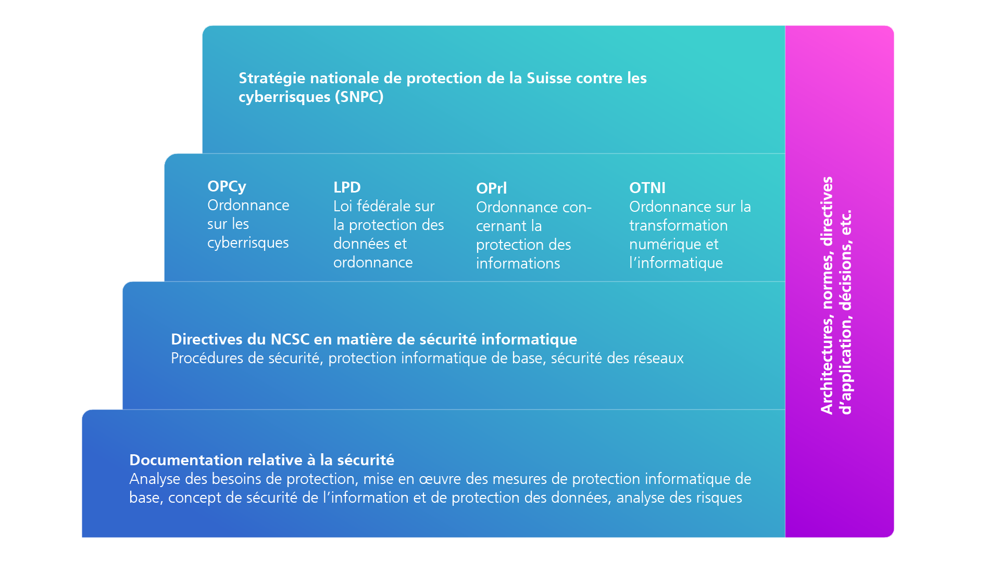 Stratégie nationale de protection de la Suisse contre les
cyberrisques (SNPC)
OPCy
Ordonnance
sur les
cyberrisques
LPD
Loi fédérale sur
la protection des
données et
ordonnance
OPrl
Ordonnance con-
cernant la
protection des
informations
OTNI
Ordonnance sur la
transformation
numérique et
l’informatique
Directives du NCSC en matière de sécurité informatique
Procédures de sécurité, protection informatique de base, sécurité des réseaux
Documentation relative à la sécurité
Analyse des besoins de protection, mise en œuvre des mesures de protection informatique de
base, concept de sécurité de l’information et de protection des données, analyse des risques
Architectures, normes, directives
d’application, décisions, etc.